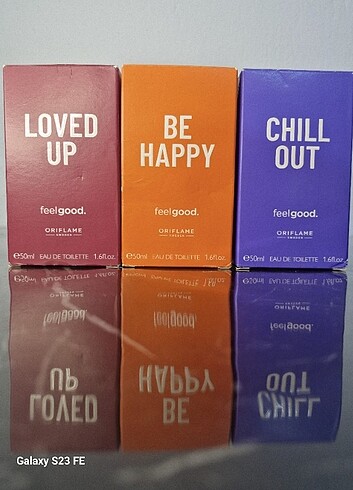 LOVED
UP
feelgood.
ORIFLAME
SWEDEN
℮50ml EAU DE TOILETTE 1.6fl.oz.
BE
HAPPY
feelgood.
ORIFLAME
SWEDEN
℮50ml EAU DE TOILETTE 1.6fl.oz.
CHILL
OUT
feelgood.
ORIFLAME
SWEDEN
℮50ml EAU DE TOILETTE 1.6fl.oz.
Galaxy S23 FE